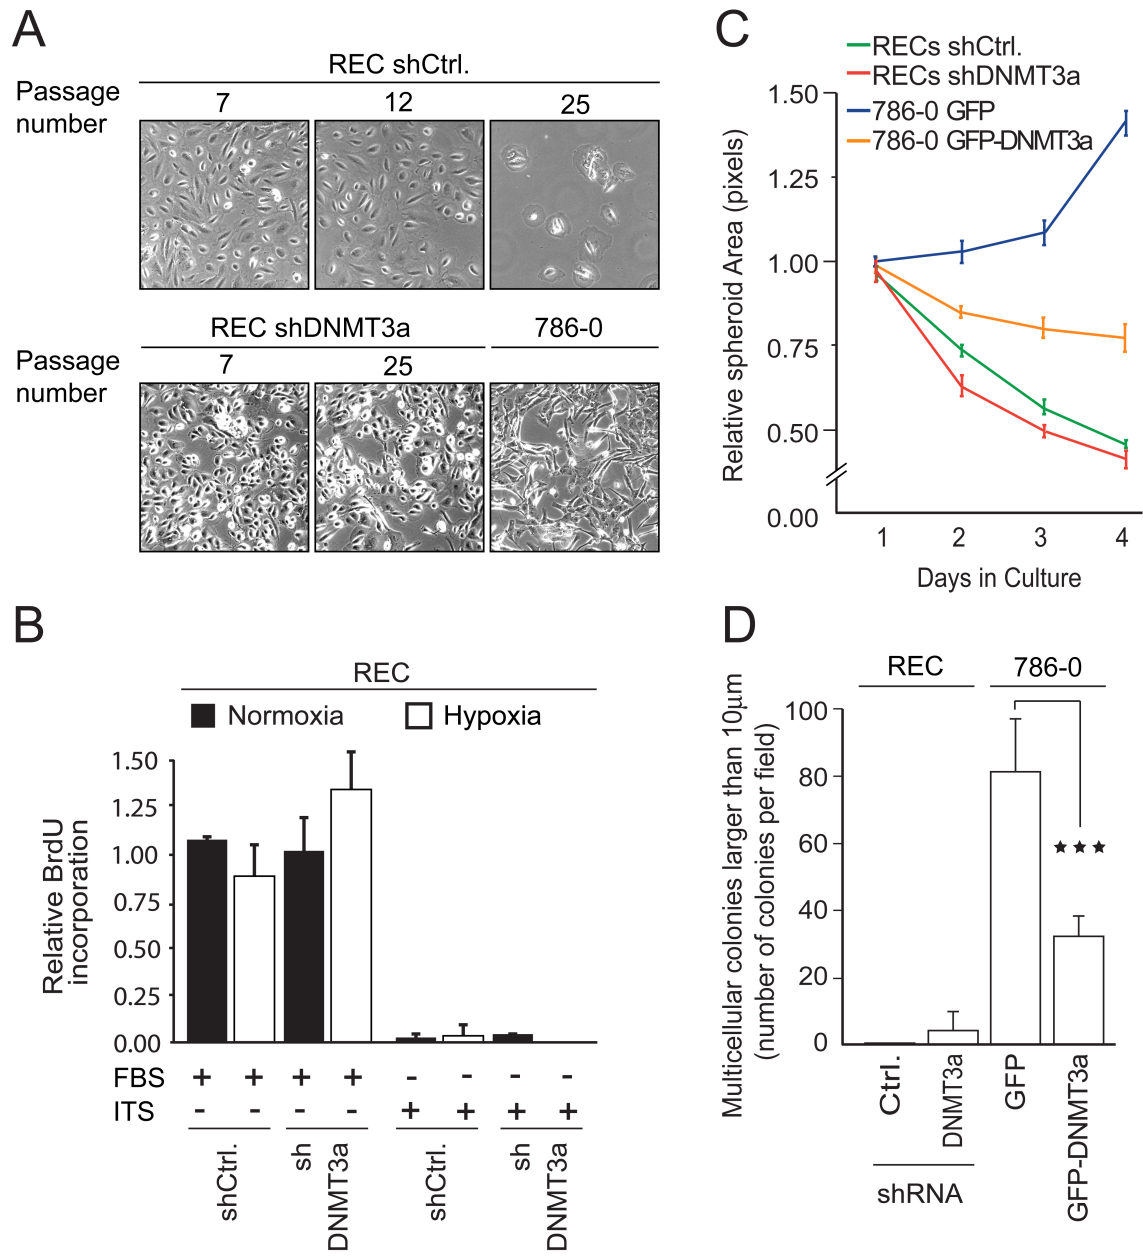 A
REC shCtrl.
Passage number
7 12 25
REC shDNMT3a 786-0
Passage number
7 25
B
REC
Normoxia Hypoxia
Relative BrdU incorporation
1.50
1.25
1.00
0.75
0.50
0.25
0.00
FBS + + + + - - - -
ITS - - - - + + + +
shCtrl. sh DNMT3a shCtrl. sh DNMT3a
C
RECs shCtrl.
RECs shDNMT3a
786-0 GFP
786-0 GFP-DNMT3a
Relative spheroid Area (pixels)
1.50
1.25
1.00
0.75
0.50
0.00
1 2 3 4
Days in Culture
D
REC 786-0
Multicellular colonies larger than 10μm
(number of colonies per field)
100
80
60
40
20
0
★★★
Ctrl. DNMT3a GFP GFP-DNMT3a
shRNA